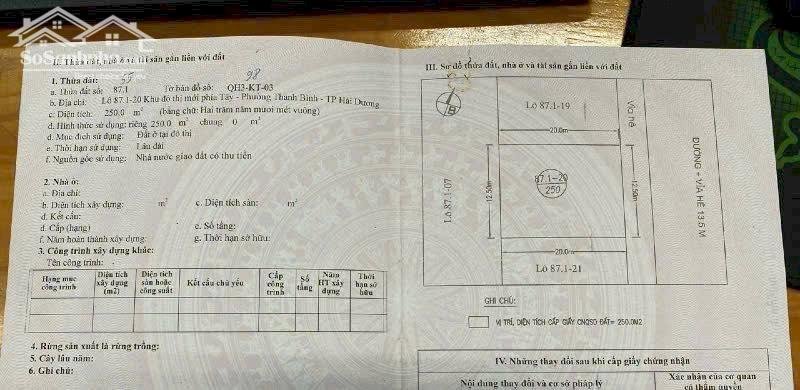 II. Thửa đất, nhà ở và tài sản gắn liền với đất
1. Thửa đất: 55 98
a. Thửa đất số: 87.1 Tờ bản đồ số: QH3-KT-03
b. Địa chỉ: Lô 87.1-20 Khu đô thị mới phía Tây - Phường Thanh Bình - TP Hải Dương
c. Diện tích: 250.0 m² (bằng chữ: Hai trăm năm mươi mét vuông)
d. Hình thức sử dụng: riêng 250.0 m² chung 0 m²
đ. Mục đích sử dụng: Đất ở tại đô thị
e. Thời hạn sử dụng: Lâu dài
f. Nguồn gốc sử dụng: Nhà nước giao đất có thu tiền
2. Nhà ở:
a. Địa chỉ:
b. Diện tích xây dựng: m² c. Diện tích sàn: m²
d. Kết cấu:
đ. Cấp (hạng) e. Số tầng:
f. Năm hoàn thành xây dựng: g. Thời hạn sở hữu:
3. Công trình xây dựng khác:
Tên công trình:
Hạng mục công trình
Diện tích xây dựng (m2)
Diện tích sàn hoặc công suất
Kết cấu chủ yếu
Cấp công trình
Số tầng
Năm HT xây dựng
Thời hạn sở hữu
4. Rừng sản xuất là rừng trồng:
5. Cây lâu năm:
6. Ghi chú:
III. Sơ đồ thửa đất, nhà ở và tài sản gắn liền với đất
B
Lô 87.1-19
Vỉa hè
20.0m
Lô 87.1-07
12.50m
87.1-20
250
12.50m
ĐƯỜNG + VỈA HÈ 13.5 M
20.0m
Lô 87.1-21
GHI CHÚ:
VỊ TRÍ, DIỆN TÍCH CẤP GIẤY CNQSD ĐẤT= 250.0M2
IV. Những thay đổi sau khi cấp giấy chứng nhận
Nội dung thay đổi và cơ sở pháp lý
Xác nhận của cơ quan
có thẩm quyền